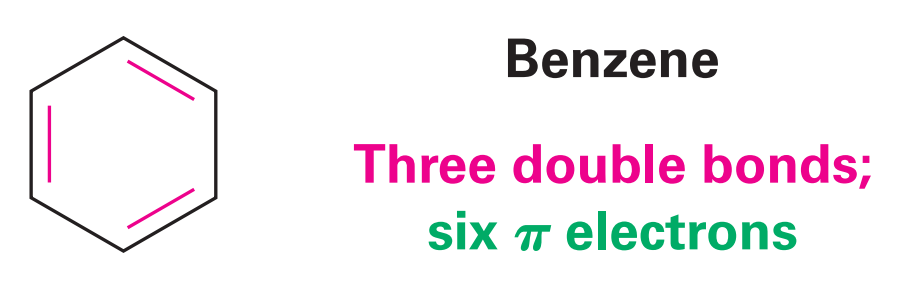 Benzene
Three double bonds;
six π electrons